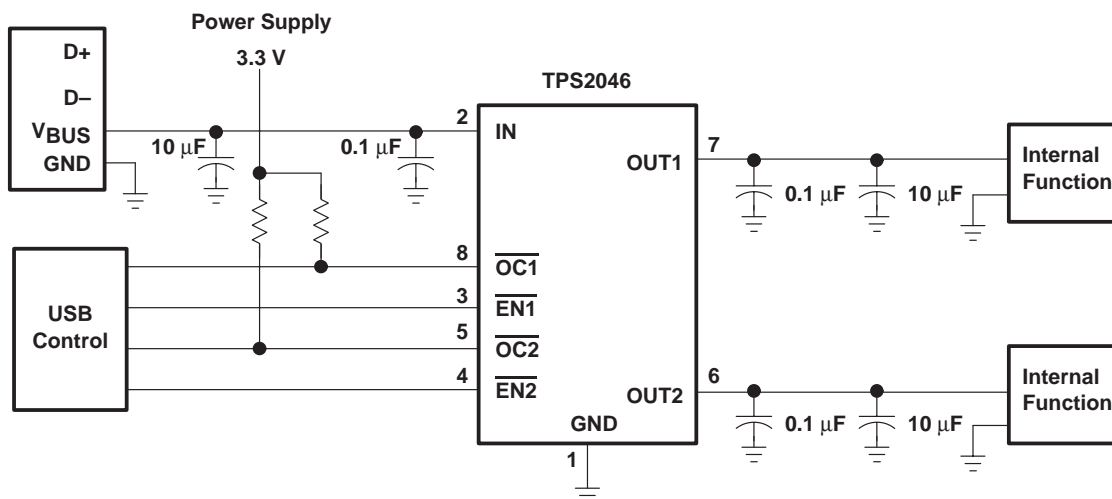 Power Supply
3.3 V
D+
D–
VBUS
GND
10 μF
0.1 μF
TPS2046
2
IN
8
OC1
3
EN1
5
OC2
4
EN2
USB
Control
OUT1
7
0.1 μF
10 μF
Internal
Function
OUT2
6
0.1 μF
10 μF
Internal
Function
GND
1